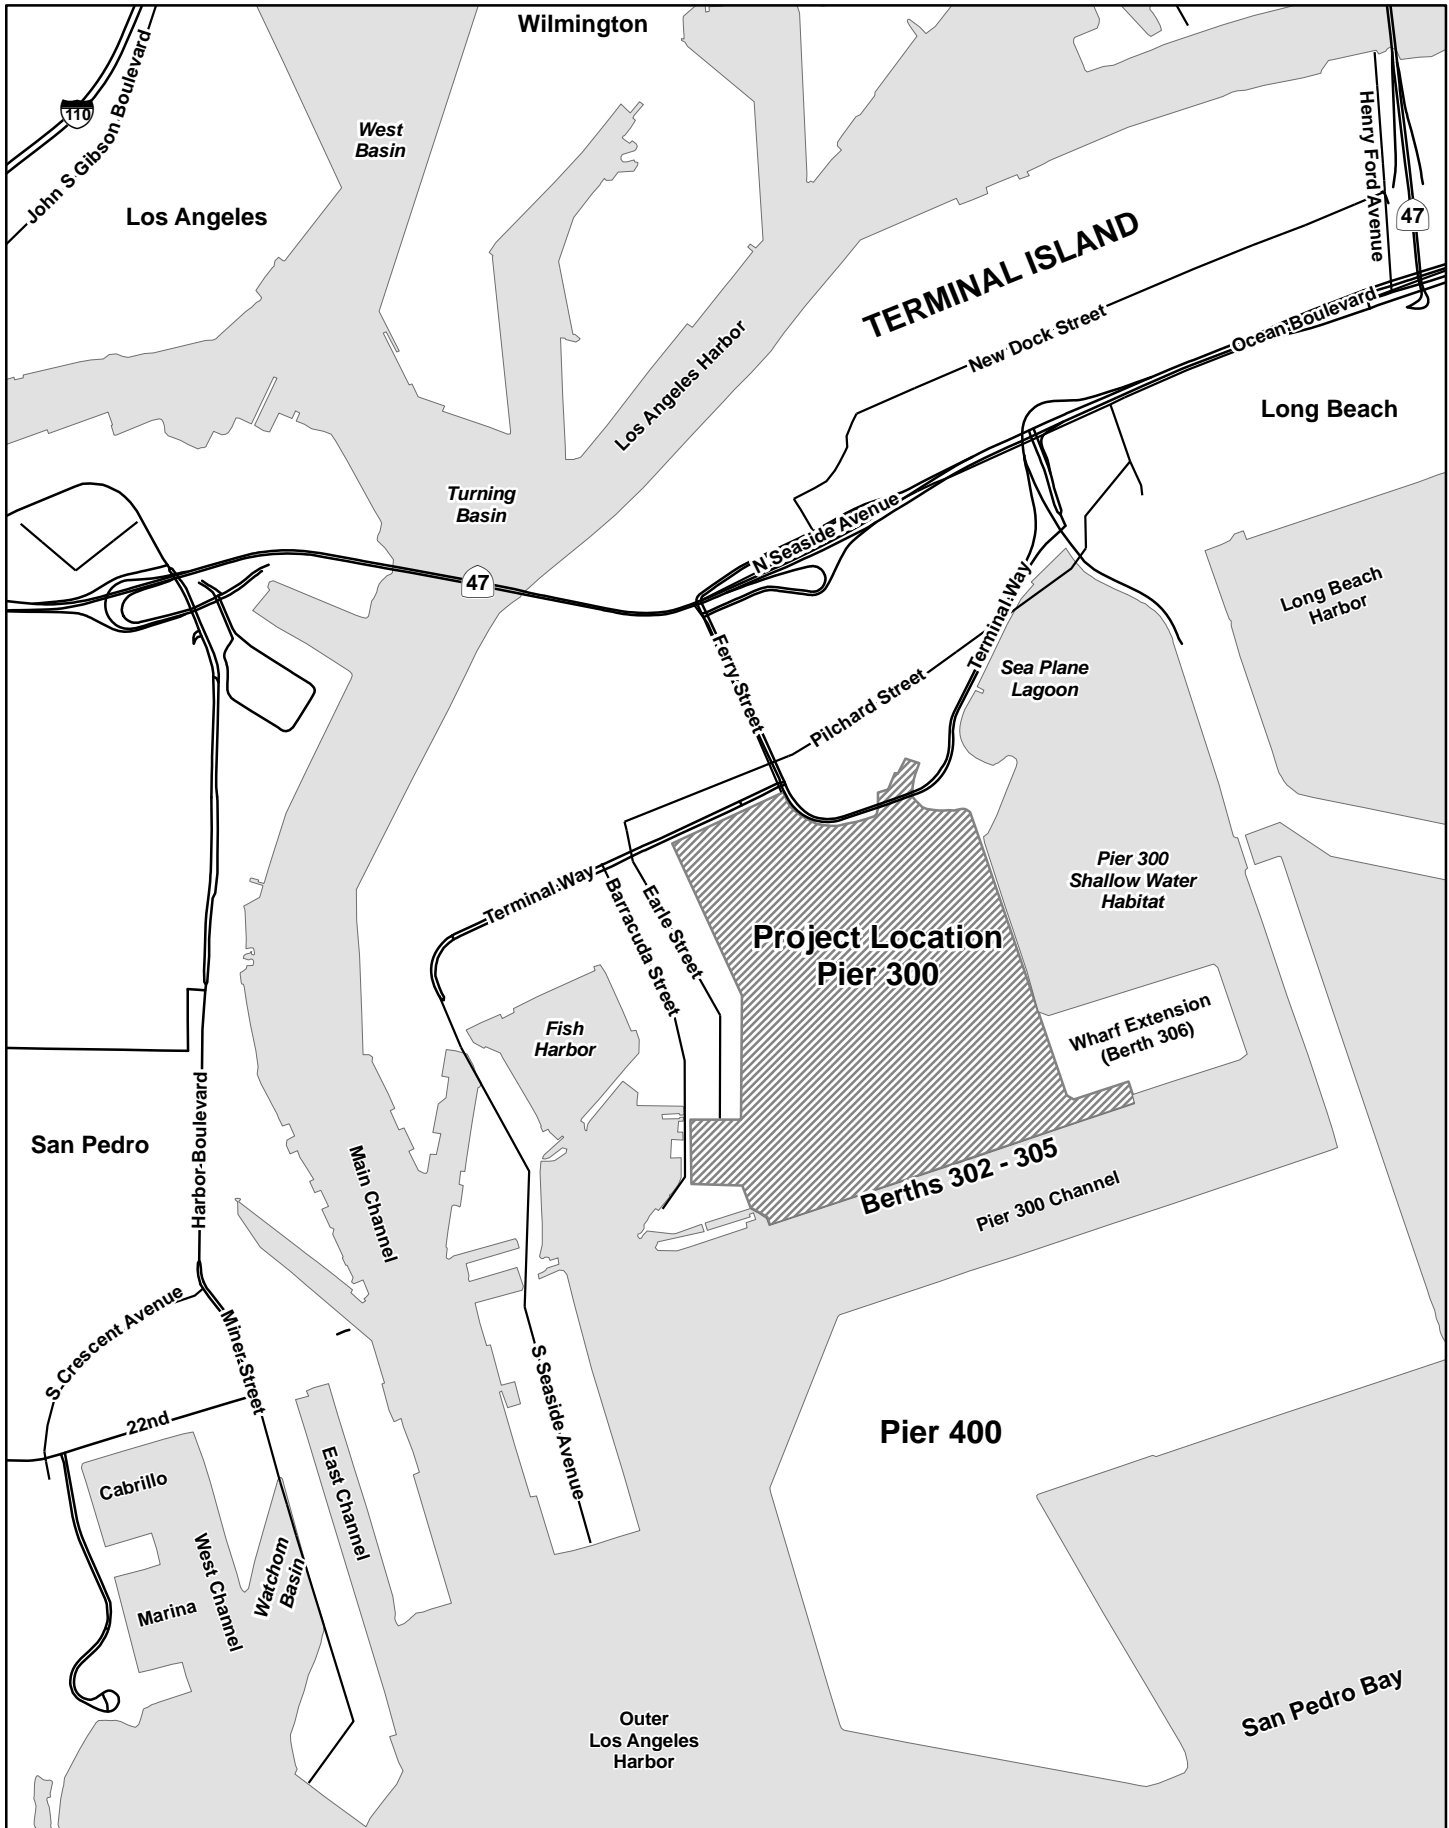 Wilmington
110
John S Gibson Boulevard
West
Basin
Los Angeles
Henry Ford Avenue
47
TERMINAL ISLAND
New Dock Street
Ocean Boulevard
Los Angeles Harbor
Long Beach
Turning
Basin
N Seaside Avenue
47
Long Beach
Harbor
Ferry Street
Terminal Way
Sea Plane
Lagoon
Pilchard Street
Pier 300
Shallow Water
Habitat
Terminal Way
Barracuda Street
Earle Street
Project Location
Pier 300
Fish
Harbor
Wharf Extension
(Berth 306)
Harbor Boulevard
San Pedro
Main Channel
Berths 302 - 305
Pier 300 Channel
S Crescent Avenue
Miner Street
S Seaside Avenue
22nd
Pier 400
Cabrillo
East Channel
West Channel
Watchorn
Basin
Marina
San Pedro Bay
Outer
Los Angeles
Harbor